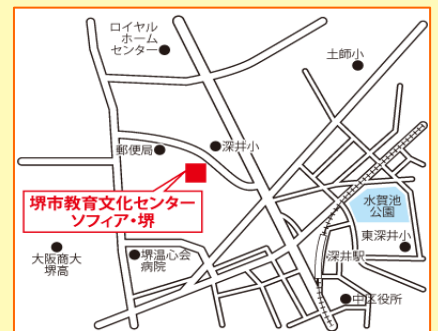 ロイヤル
ホーム
センター
土師小
郵便局
深井小
堺市教育文化センター
ソフィア・堺
水賀池
公園
大阪商大
堺高
堺温心会
病院
深井駅
東深井小
中区役所